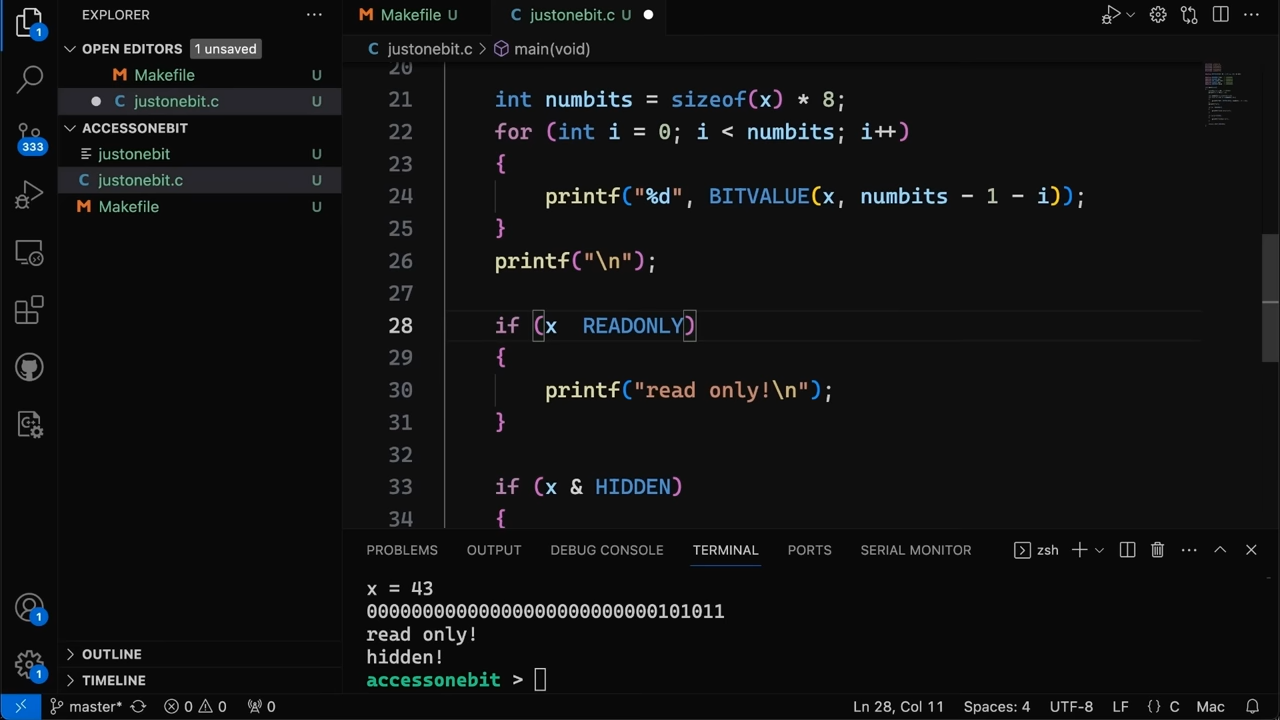 EXPLORER
Makefile U
justonebit.c U
1
OPEN EDITORS 1 unsaved
Makefile U
justonebit.c U
ACCESSONEBIT
justonebit U
justonebit.c U
Makefile U
333
1
1
OUTLINE
TIMELINE
justonebit.c > main(void)
20
21 int numbits = sizeof(x) * 8;
22 for (int i = 0; i < numbits; i++)
23 {
24 printf("%d", BITVALUE(x, numbits - 1 - i));
25 }
26 printf("\n");
27
28 if (x  READONLY)
29 {
30 printf("read only!\n");
31 }
32
33 if (x & HIDDEN)
34 {
PROBLEMS OUTPUT DEBUG CONSOLE TERMINAL PORTS SERIAL MONITOR zsh
x = 43
00000000000000000000000000101011
read only!
hidden!
accessonebit >
master* 0 0 0 Ln 28, Col 11 Spaces: 4 UTF-8 LF {} C Mac